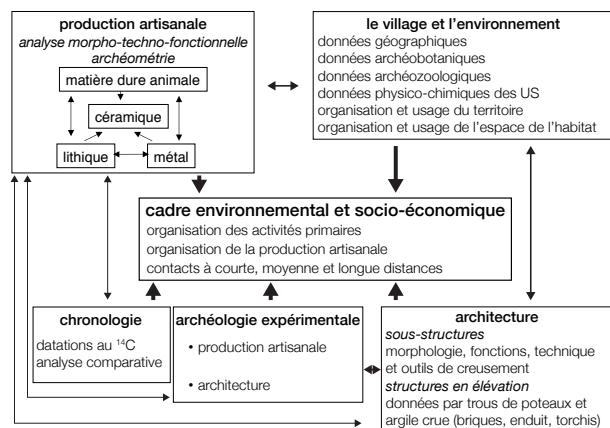 production artisanale
analyse morpho-techno-fonctionnelle
archéométrie
matière dure animale
céramique
lithique
métal
le village et l'environnement
données géographiques
données archéobotaniques
données archéozoologiques
données physico-chimiques des US
organisation et usage du territoire
organisation et usage de l'espace de l'habitat
cadre environnemental et socio-économique
organisation des activités primaires
organisation de la production artisanale
contacts à courte, moyenne et longue distances
chronologie
datations au ¹⁴C
analyse comparative
archéologie expérimentale
• production artisanale
• architecture
architecture
sous-structures
morphologie, fonctions, technique
et outils de creusement
structures en élévation
données par trous de poteaux et
argile crue (briques, enduit, torchis)